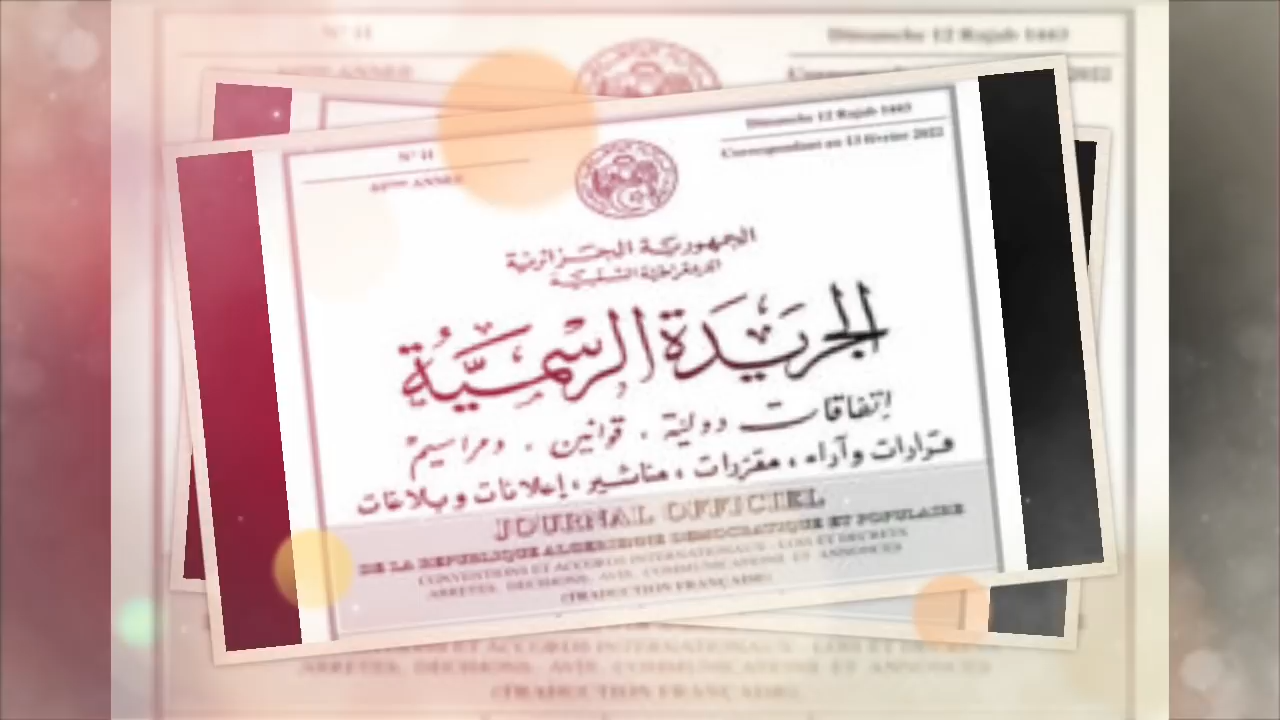 N° 11
Dimanche 12 Rajab 1443
61ème ANNEE
Correspondant au 13 février 2022
الجمهورية الجزائرية
الديمقراطية الشعبية
الجريدة الرسمية
إتفاقات دولية . قوانين . ومراسيم
قرارات وآراء ، مقررات ، مناشير ، إعلانات وبلاغات
JOURNAL OFFICIEL
DE LA REPUBLIQUE ALGERIENNE DEMOCRATIQUE ET POPULAIRE
CONVENTIONS ET ACCORDS INTERNATIONAUX - LOIS ET DECRETS
ARRETES, DECISIONS, AVIS, COMMUNICATIONS ET ANNONCES
(TRADUCTION FRANÇAISE)